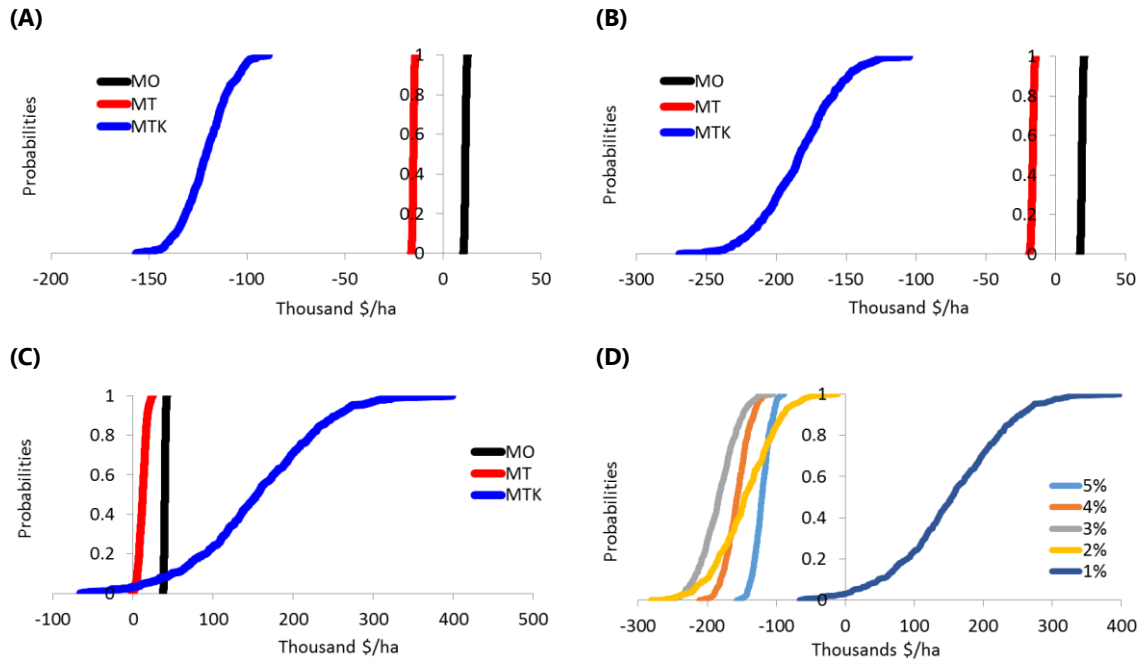 (A)
Probabilities
MO
MT
MTK
1
0.8
0.6
0.4
0.2
0
-200 -150 -100 -50 0 50
Thousand $/ha
(B)
Probabilities
MO
MT
MTK
1
0.8
0.6
0.4
0.2
0
-300 -250 -200 -150 -100 -50 0 50
Thousand $/ha
(C)
Probabilities
1
0.8
0.6
0.4
0.2
0
MO
MT
MTK
0 100 200 300 400 500
Thousand $/ha
(D)
Probabilities
1
0.8
0.6
0.4
0.2
0
5%
4%
3%
2%
1%
-300 -200 -100 0 100 200 300 400
Thousands $/ha